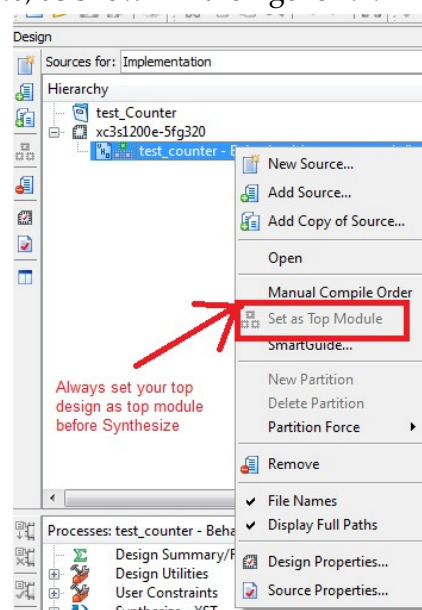 Design
Sources for: Implementation
Hierarchy
test_Counter
xc3s1200e-5fg320
test_counter -
New Source...
Add Source...
Add Copy of Source...
Open
Manual Compile Order
Set as Top Module
SmartGuide...
New Partition
Delete Partition
Partition Force
Remove
File Names
Display Full Paths
Design Properties...
Source Properties...
Always set your top
design as top module
before Synthesize
Processes: test_counter - Beha
Design Summary/
Design Utilities
User Constraints
Synthesize - XST